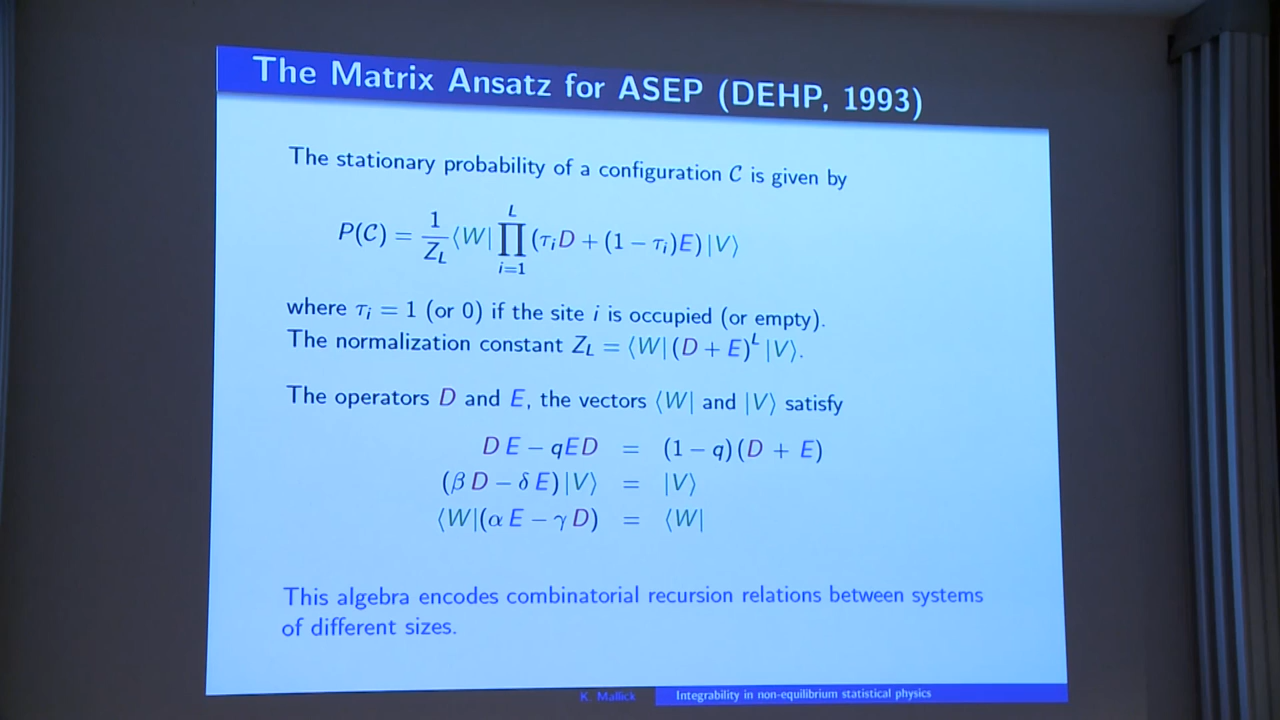 The Matrix Ansatz for ASEP (DEHP, 1993)
The stationary probability of a configuration 𝒞 is given by
P(𝒞) = 1/Z_L ⟨W| ∏_{i=1}^{L} (τ_i D + (1 − τ_i)E) |V⟩
where τ_i = 1 (or 0) if the site i is occupied (or empty).
The normalization constant Z_L = ⟨W| (D + E)^L |V⟩.
The operators D and E, the vectors ⟨W| and |V⟩ satisfy
D E − qED = (1 − q)(D + E)
(β D − δ E)|V⟩ = |V⟩
⟨W|(α E − γ D) = ⟨W|
This algebra encodes combinatorial recursion relations between systems
of different sizes.
K. Mallick Integrability in non-equilibrium statistical physics